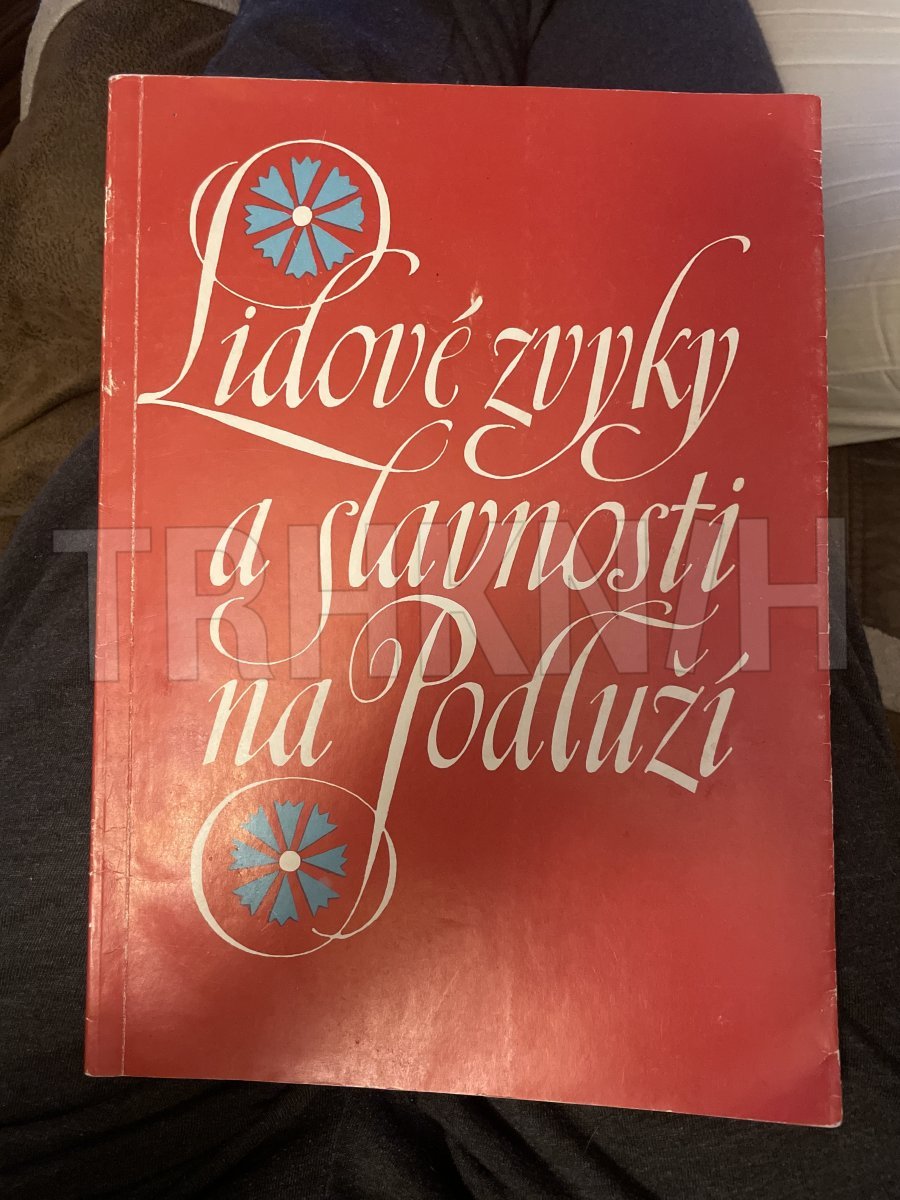 Lidové zvyky
a slavnosti
na Podluží
TRHKNIH